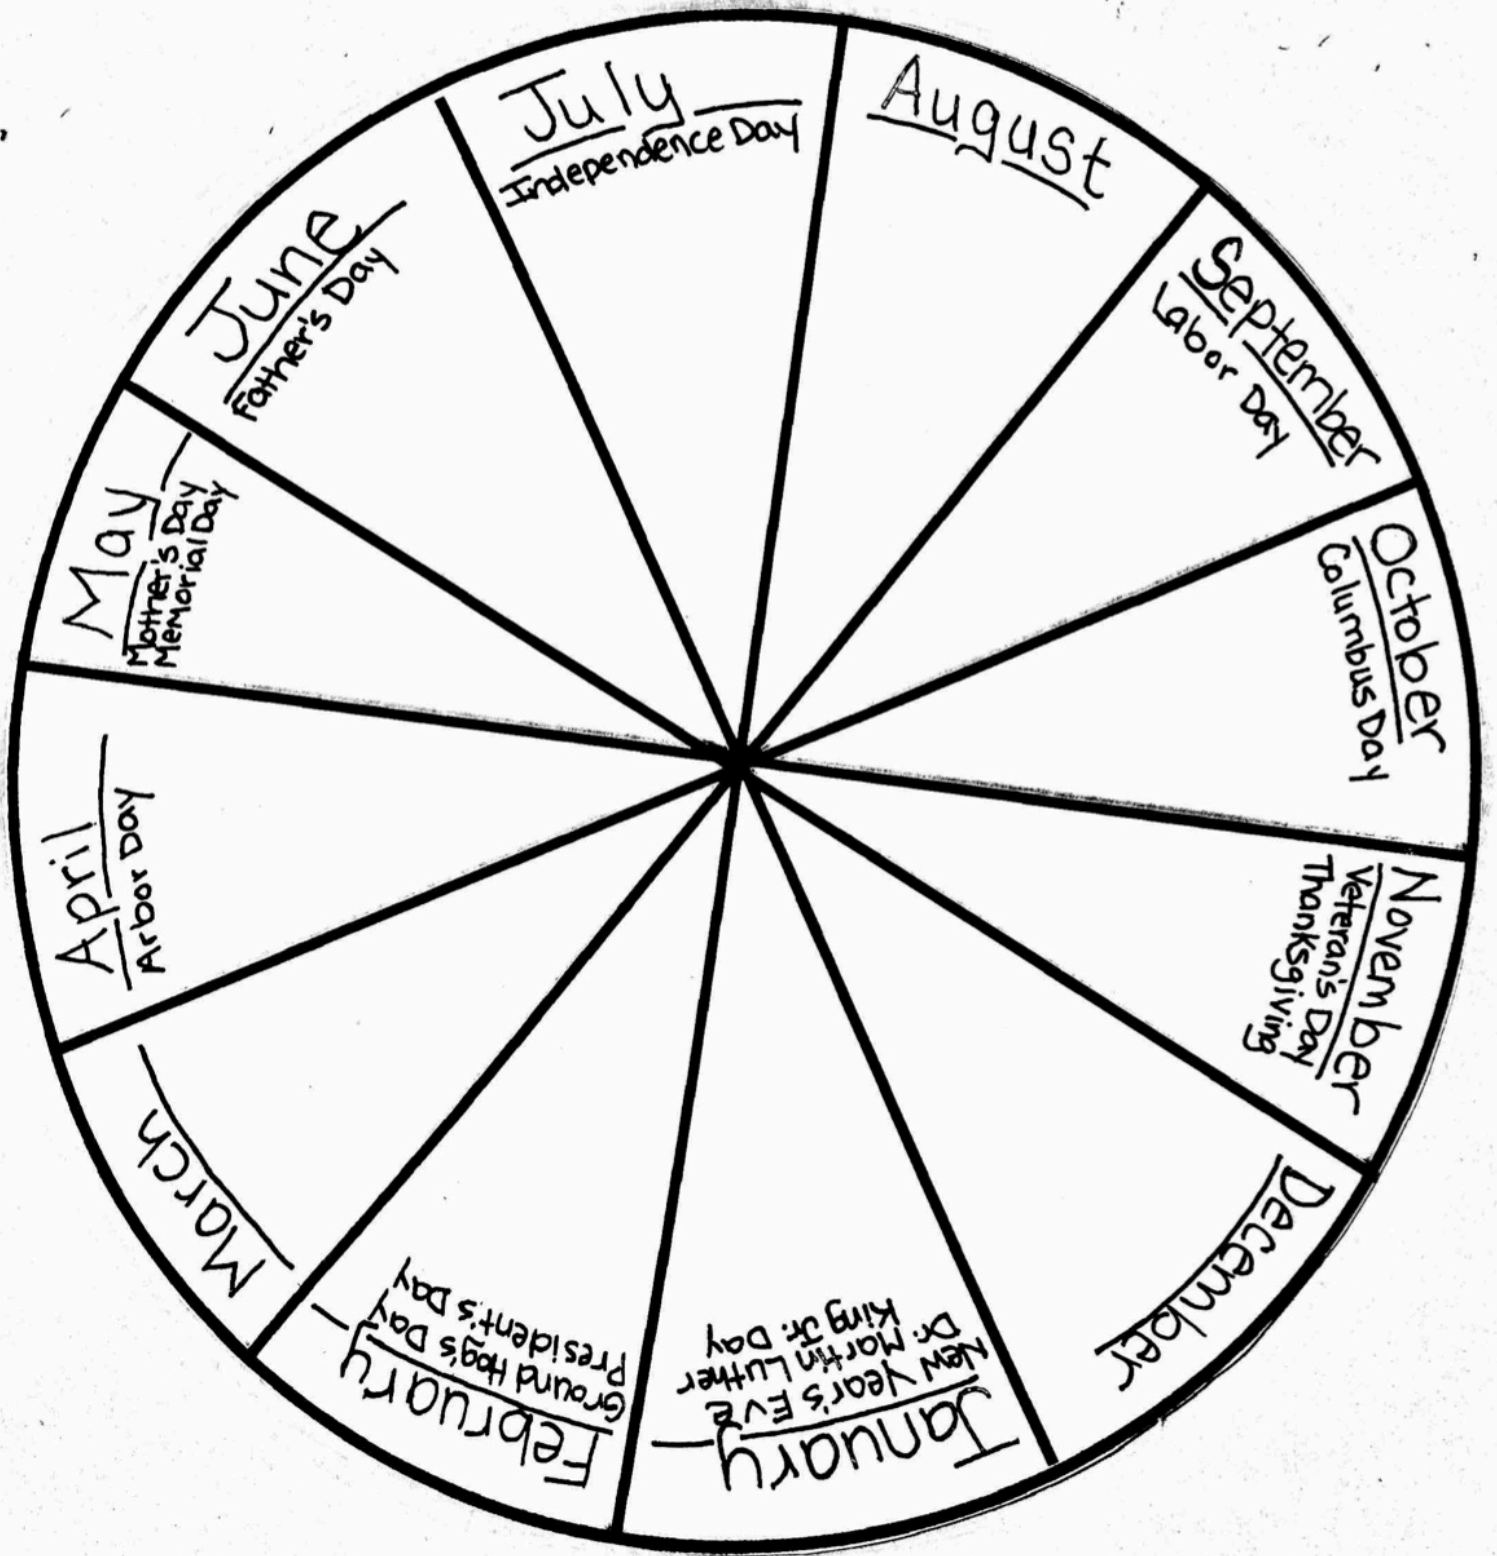 January
New Year's Eve
Dr. Martin Luther
King Jr. Day
February
Ground Hog's Day
President's Day
March
April
Arbor Day
May
Mother's Day
Memorial Day
June
Father's Day
July
Independence Day
August
September
Labor Day
October
Columbus Day
November
Veteran's Day
Thanksgiving
December